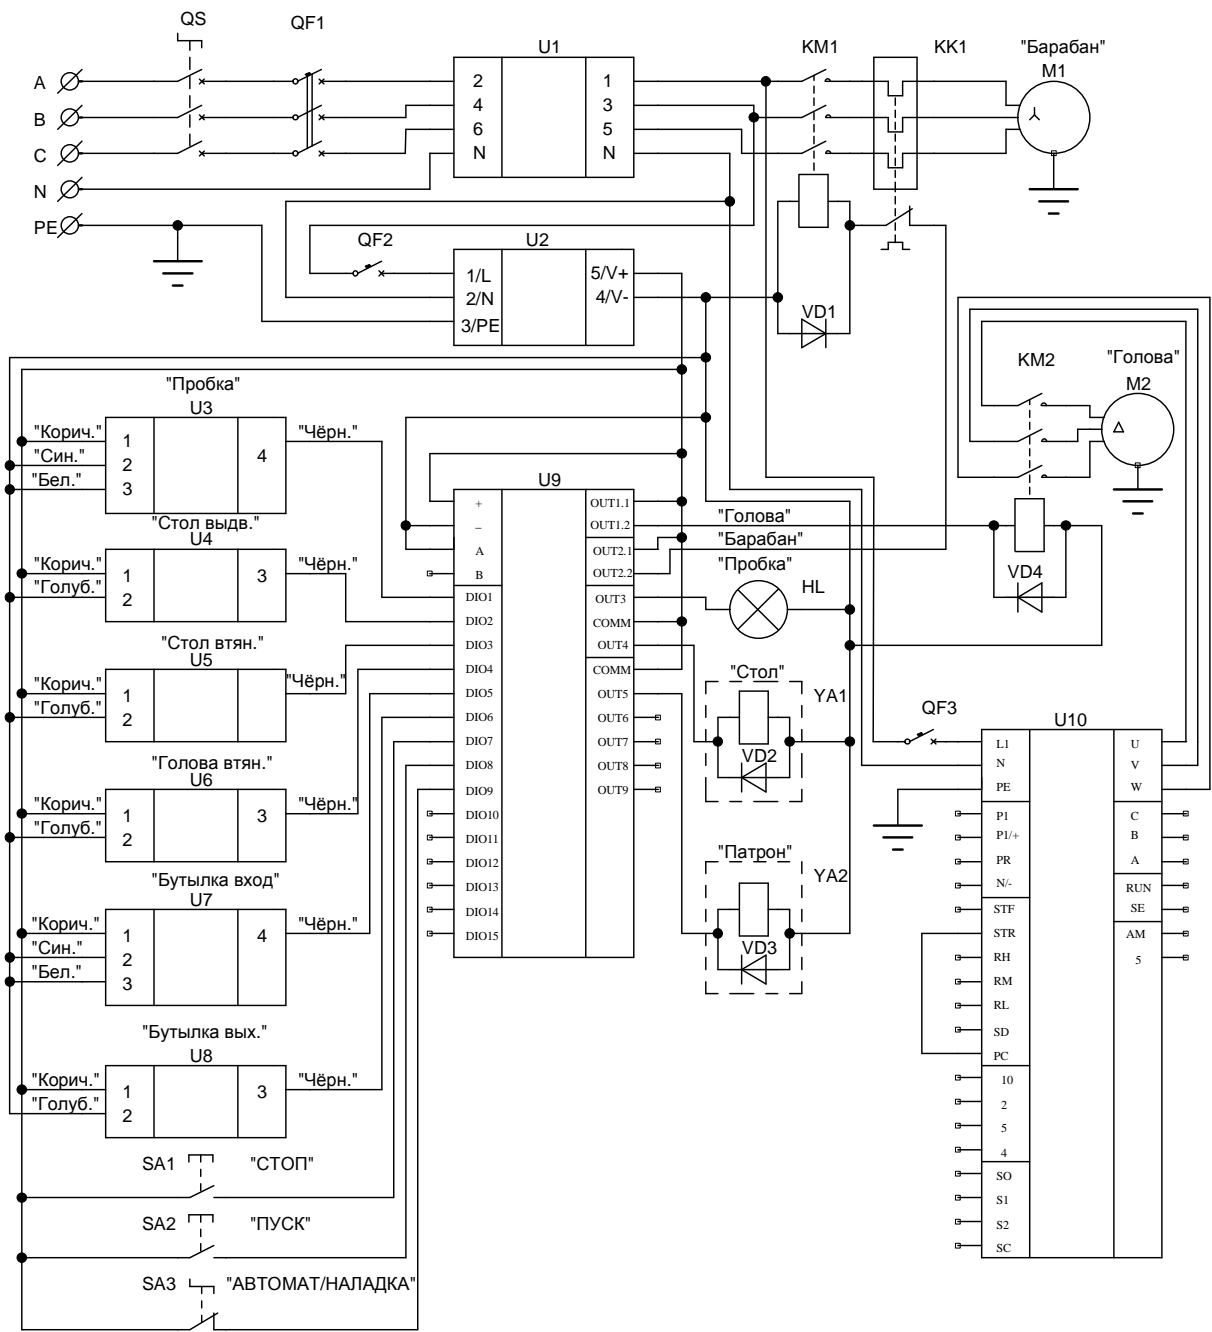 QS
QF1
A
B
C
N
PE
U1
2
4
6
N
1
3
5
N
KM1
KK1
"Барабан"
M1
QF2
U2
1/L
2/N
3/PE
5/V+
4/V-
VD1
KM2
"Голова"
M2
VD4
"Пробка"
U3
"Корич."
"Син."
"Бел."
1
2
3
4
"Чёрн."
"Стол выдв."
U4
"Корич."
"Голуб."
1
2
3
"Чёрн."
"Стол втян."
U5
"Корич."
"Голуб."
1
2
"Чёрн."
"Голова втян."
U6
"Корич."
"Голуб."
1
2
3
"Чёрн."
"Бутылка вход"
U7
"Корич."
"Син."
"Бел."
1
2
3
4
"Чёрн."
"Бутылка вых."
U8
"Корич."
"Голуб."
1
2
3
"Чёрн."
SA1
"СТОП"
SA2
"ПУСК"
SA3
"АВТОМАТ/НАЛАДКА"
U9
+
–
A
B
DIO1
DIO2
DIO3
DIO4
DIO5
DIO6
DIO7
DIO8
DIO9
DIO10
DIO11
DIO12
DIO13
DIO14
DIO15
OUT1.1
OUT1.2
OUT2.1
OUT2.2
OUT3
COMM
OUT4
COMM
OUT5
OUT6
OUT7
OUT8
OUT9
"Голова"
"Барабан"
"Пробка"
HL
"Стол"
YA1
VD2
"Патрон"
YA2
VD3
QF3
U10
L1
N
PE
P1
P1/+
PR
N/-
STF
STR
RH
RM
RL
SD
PC
10
2
5
4
SO
S1
S2
SC
U
V
W
C
B
A
RUN
SE
AM
5